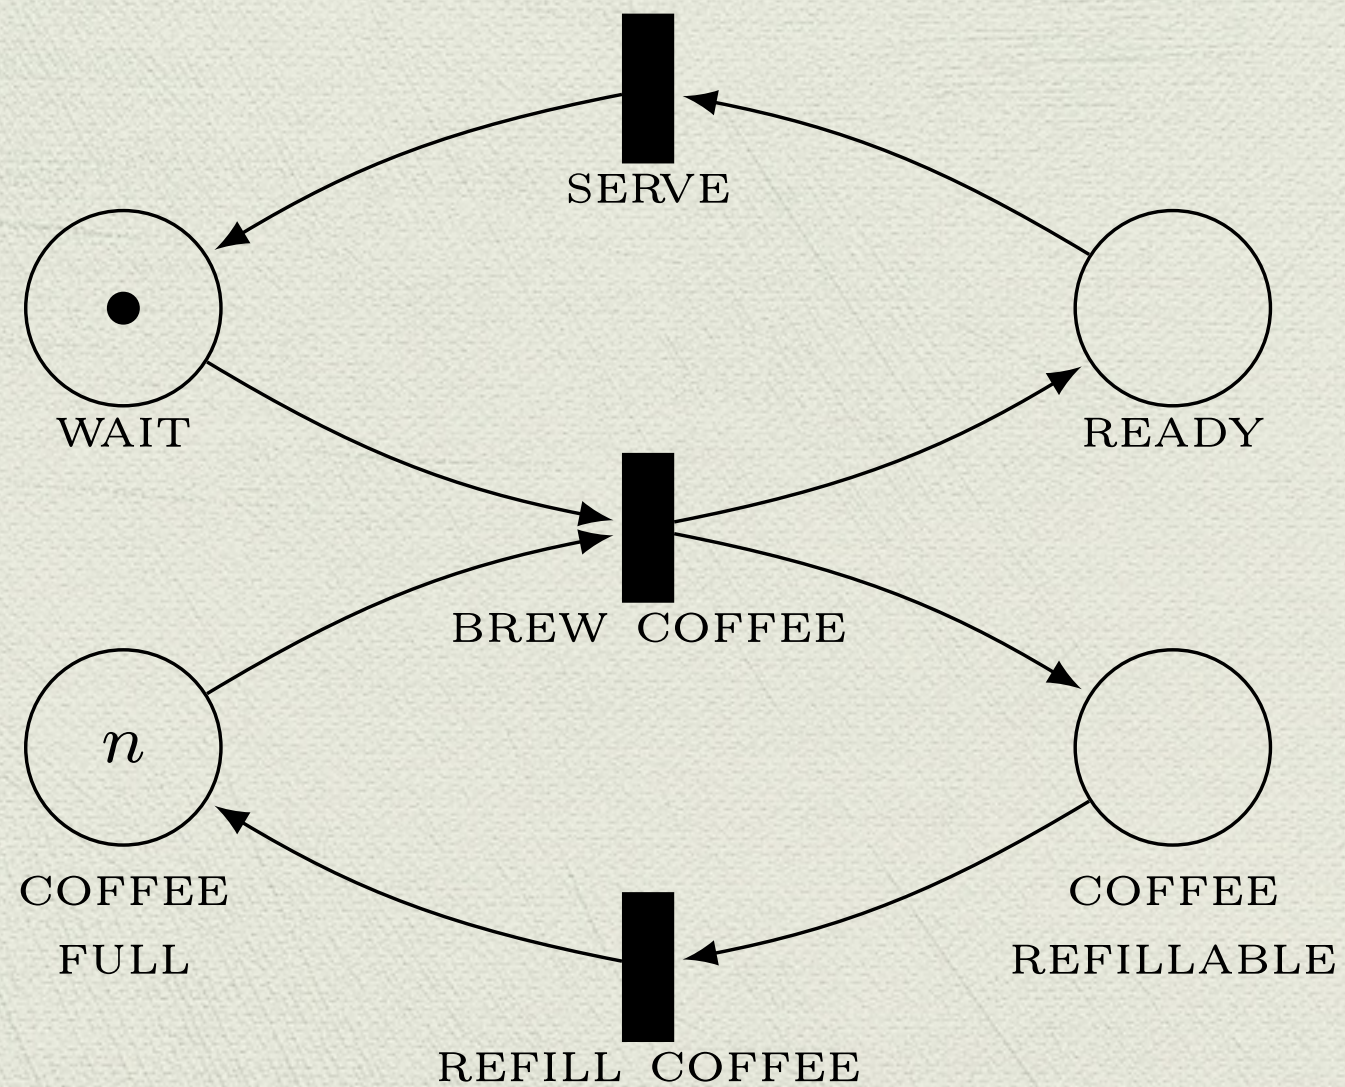 SERVE
WAIT
READY
BREW COFFEE
n
COFFEE
FULL
COFFEE
REFILLABLE
REFILL COFFEE